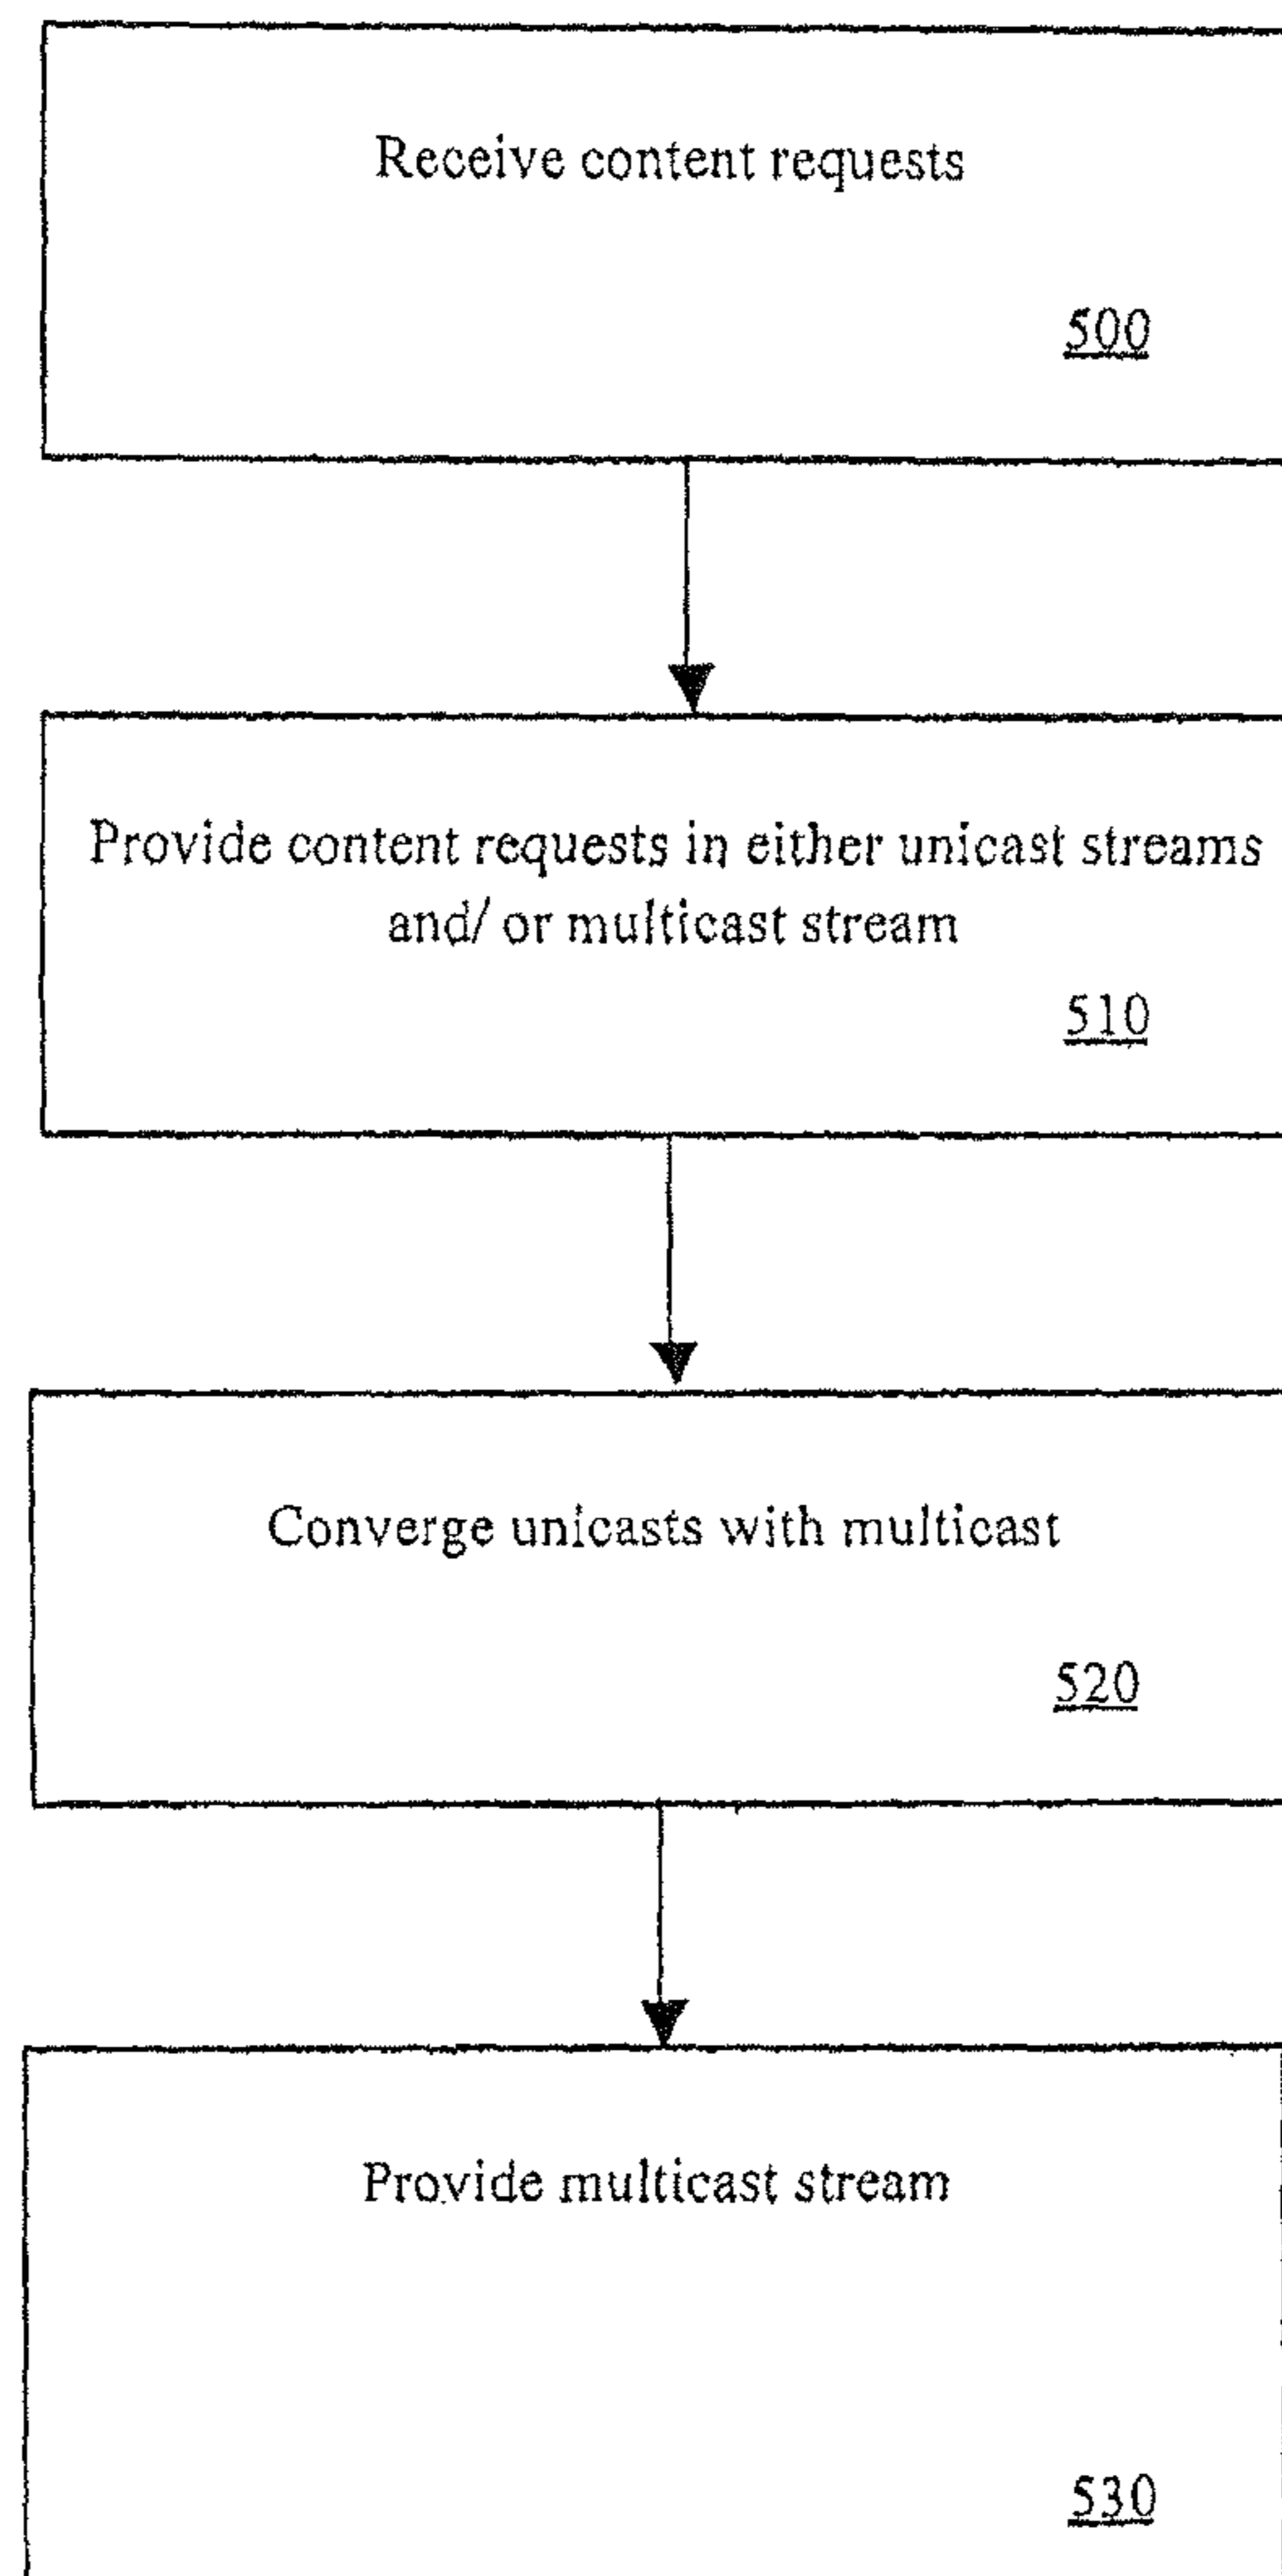 Receive content requests
500
Provide content requests in either unicast streams
and/ or multicast stream
510
Converge unicasts with multicast
520
Provide multicast stream
530